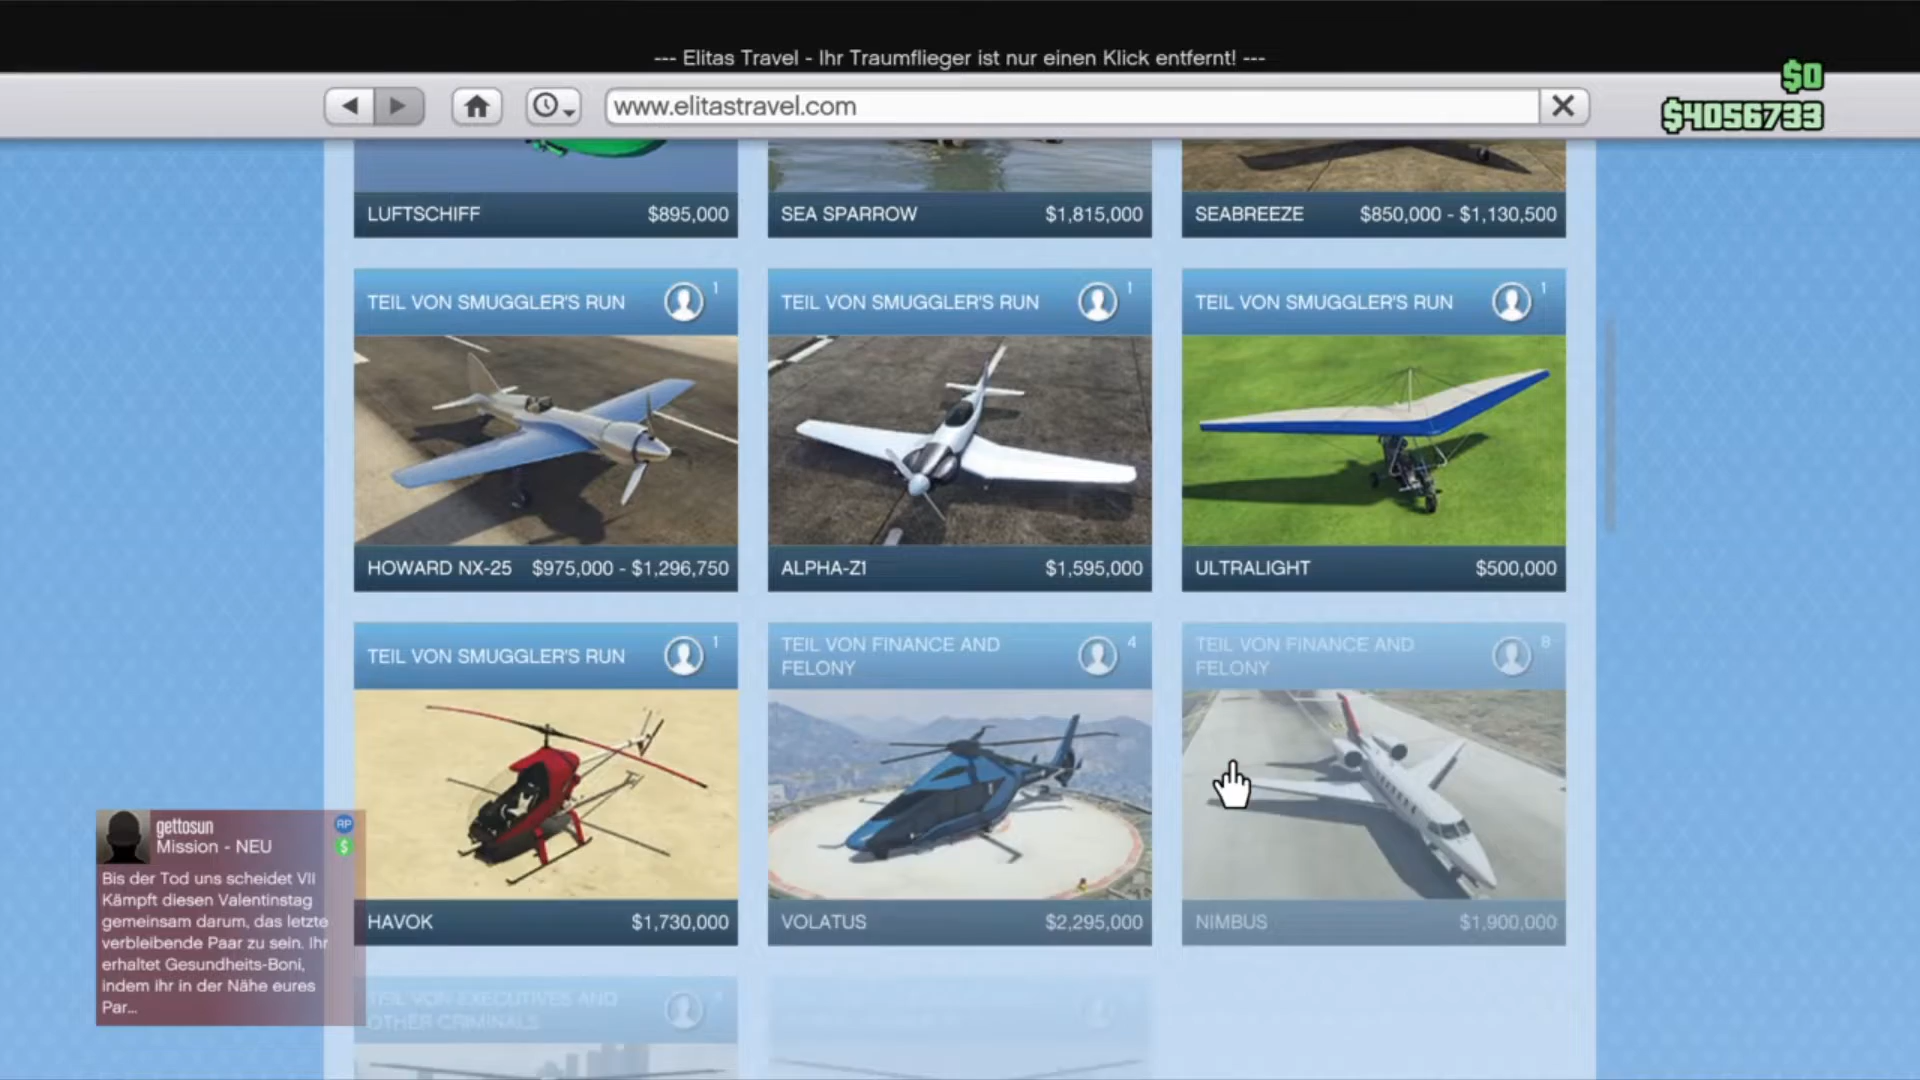 --- Elitas Travel - Ihr Traumflieger ist nur einen Klick entfernt! ---
$0
www.elitastravel.com
$4056733
LUFTSCHIFF $895,000
SEA SPARROW $1,815,000
SEABREEZE $850,000 - $1,130,500
TEIL VON SMUGGLER'S RUN 1
TEIL VON SMUGGLER'S RUN 1
TEIL VON SMUGGLER'S RUN 1
HOWARD NX-25 $975,000 - $1,296,750
ALPHA-Z1 $1,595,000
ULTRALIGHT $500,000
TEIL VON SMUGGLER'S RUN 1
TEIL VON FINANCE AND
FELONY 4
TEIL VON FINANCE AND
FELONY 8
HAVOK $1,730,000
VOLATUS $2,295,000
NIMBUS $1,900,000
gettosun RP
Mission - NEU $
Bis der Tod uns scheidet VII
Kämpft diesen Valentinstag
gemeinsam darum, das letzte
verbleibende Paar zu sein. Ihr
erhaltet Gesundheits-Boni,
indem ihr in der Nähe eures
Par...
TEIL VON EXECUTIVES AND
OTHER CRIMINALS